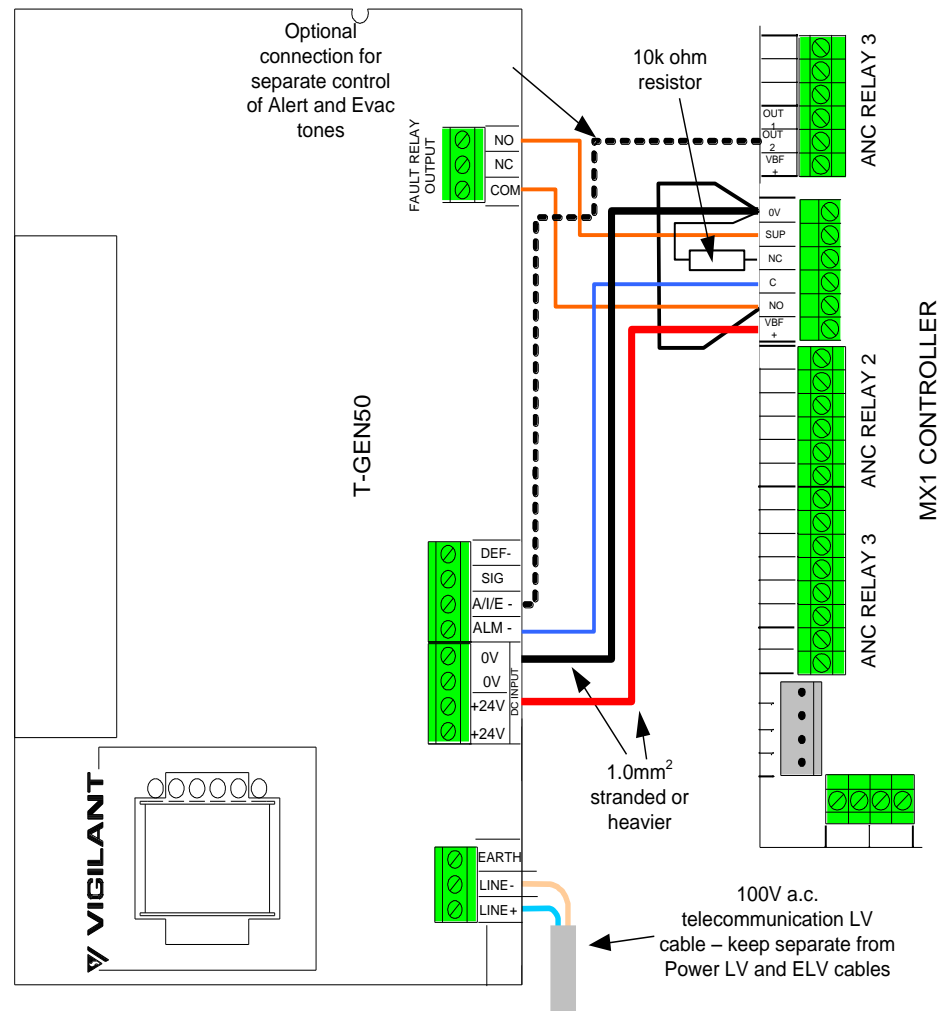 Optional
connection for
separate control
of Alert and Evac
tones
10k ohm
resistor
FAULT RELAY
OUTPUT
NO
NC
COM
OUT
1
OUT
2
VBF
+
ANC RELAY 3
0V
SUP
NC
C
NO
VBF
+
ANC RELAY 2
ANC RELAY 3
MX1 CONTROLLER
T-GEN50
DEF-
SIG
A/I/E -
ALM -
0V
0V
+24V
+24V
DC INPUT
1.0mm²
stranded or
heavier
VIGILANT
EARTH
LINE-
LINE+
100V a.c.
telecommunication LV
cable – keep separate from
Power LV and ELV cables